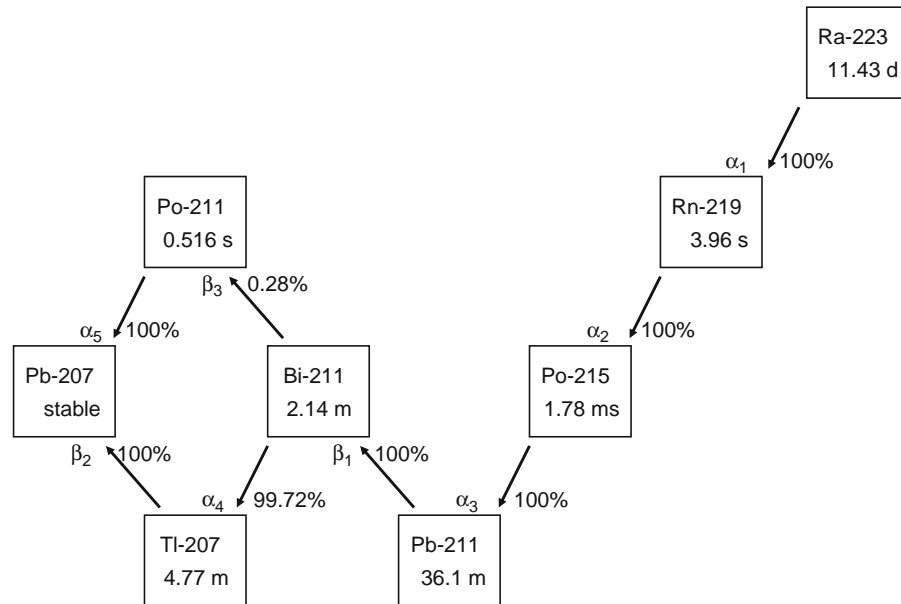 Ra-223
11.43 d
α1 100%
Rn-219
3.96 s
Po-211
0.516 s
β3 0.28%
α5 100%
α2 100%
Pb-207
stable
Bi-211
2.14 m
Po-215
1.78 ms
β2 100%
β1 100%
α4 99.72%
α3 100%
Tl-207
4.77 m
Pb-211
36.1 m